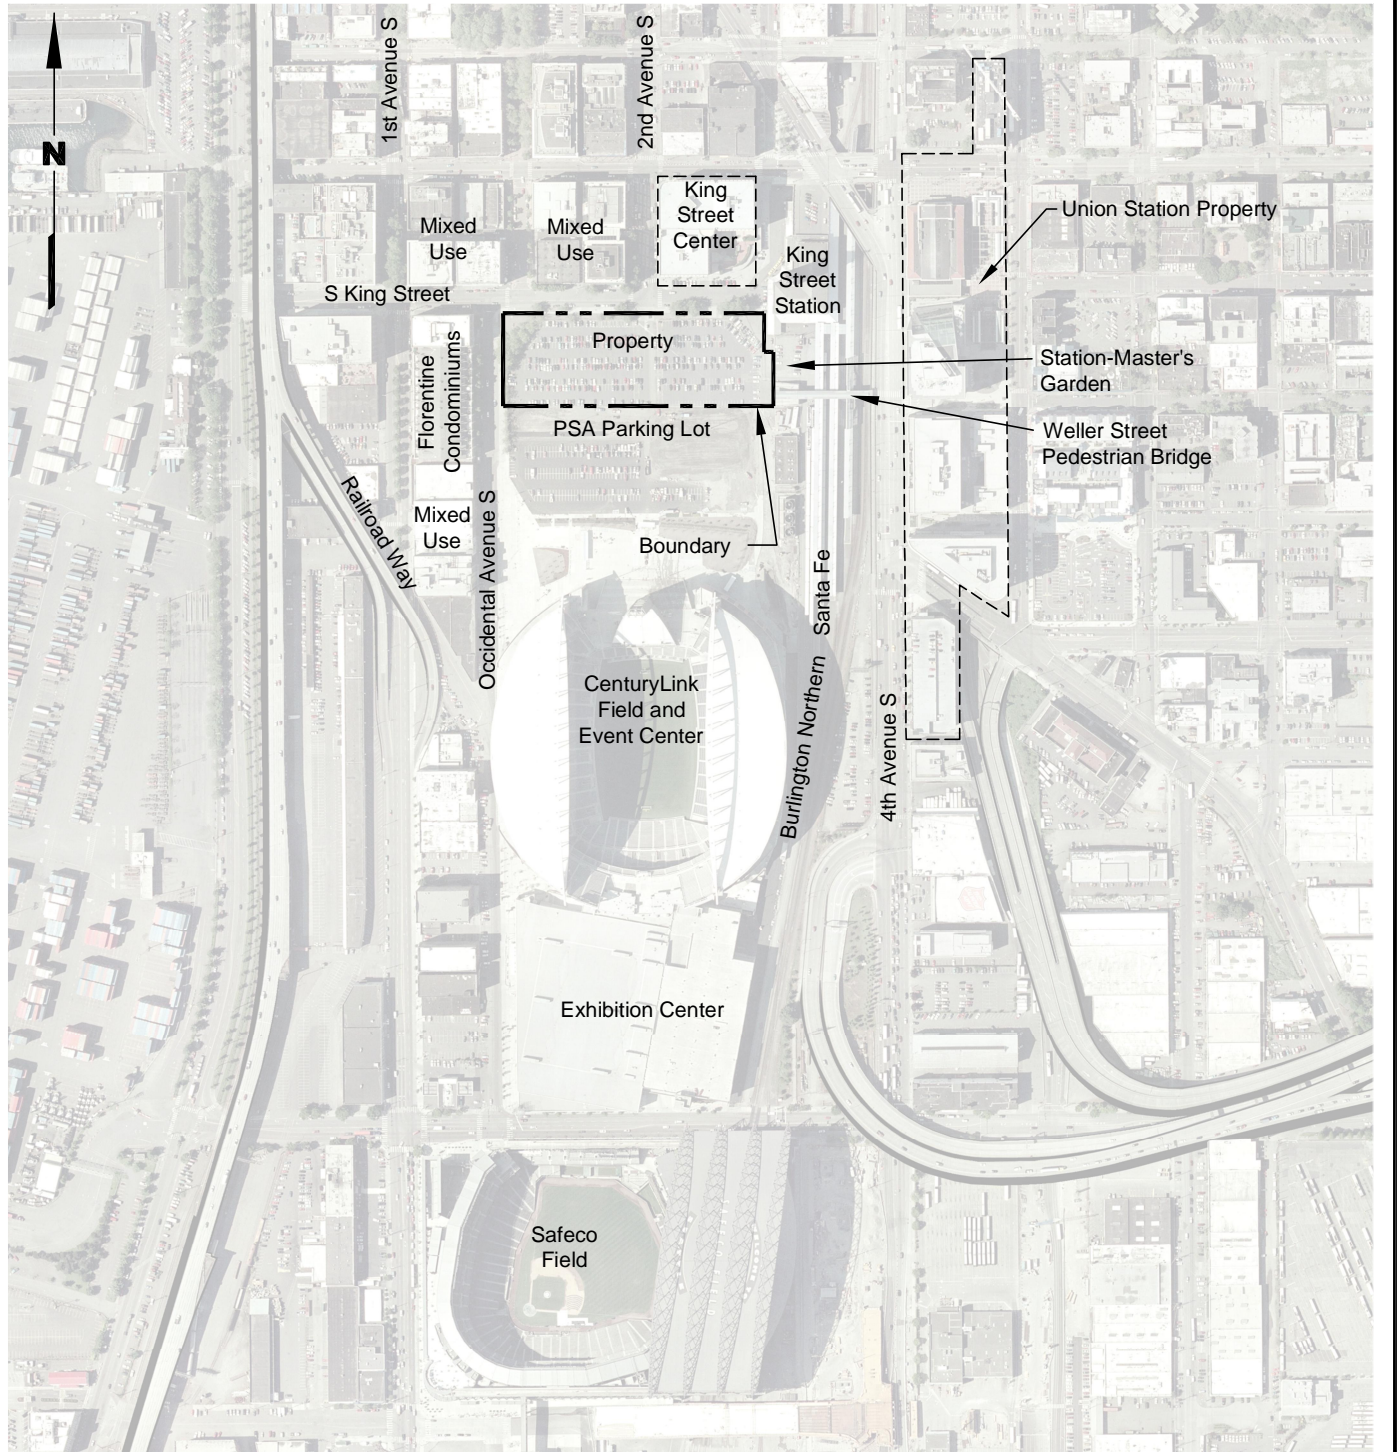 1st Avenue S
2nd Avenue S
N
King
Street
Center
Mixed
Use
Mixed
Use
Union Station Property
King
Street
Station
S King Street
Property
Station-Master's
Garden
Florentine
Condominiums
PSA Parking Lot
Weller Street
Pedestrian Bridge
Railroad Way
Mixed
Use
Occidental Avenue S
Boundary
Burlington Northern Santa Fe
CenturyLink
Field and
Event Center
4th Avenue S
Exhibition Center
Safeco
Field